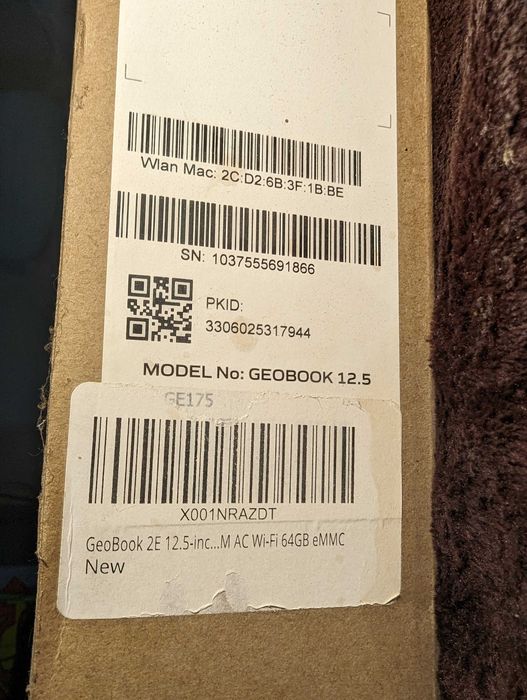 Wlan Mac: 2C:D2:6B:3F:1B:BE
SN: 1037555691866
PKID:
3306025317944
MODEL No: GEOBOOK 12.5
GE175
X001NRAZDT
GeoBook 2E 12.5-inc...M AC Wi-Fi 64GB eMMC
New